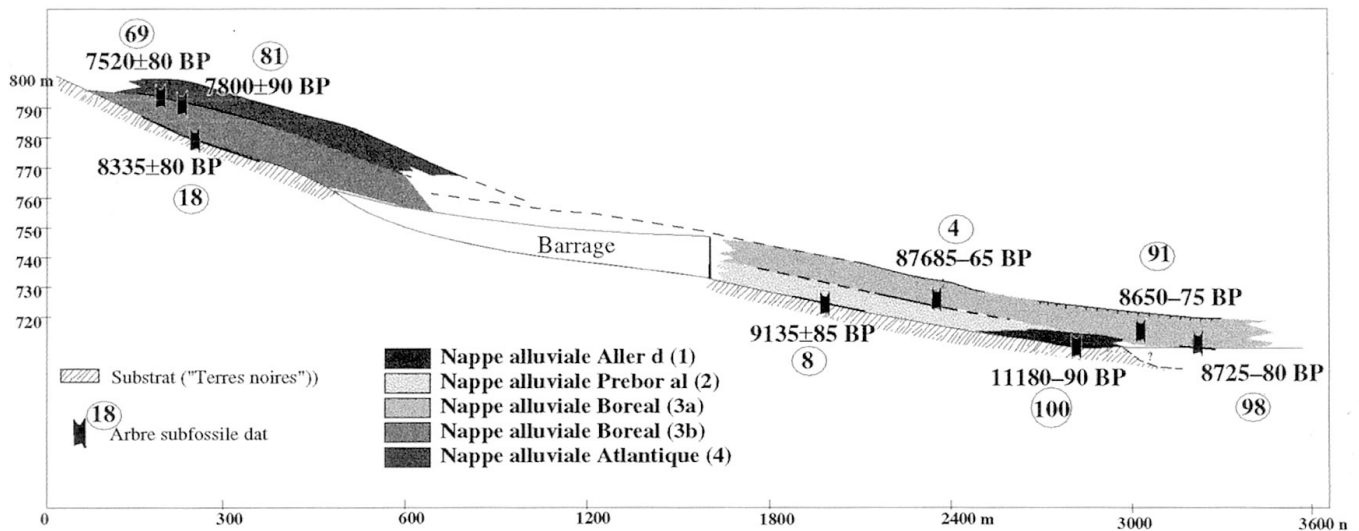 69
7520±80 BP
81
7800±90 BP
800 m
790
780
770
760
750
740
730
720
8335±80 BP
18
Barrage
4
87685–65 BP
91
8650–75 BP
9135±85 BP
8
11180–90 BP
100
8725–80 BP
98
?
Substrat ("Terres noires"))
18
Arbre subfossile dat
Nappe alluviale Aller d (1)
Nappe alluviale Prebor al (2)
Nappe alluviale Boreal (3a)
Nappe alluviale Boreal (3b)
Nappe alluviale Atlantique (4)
0
300
600
1200
1800
2400 m
3000
3600 n